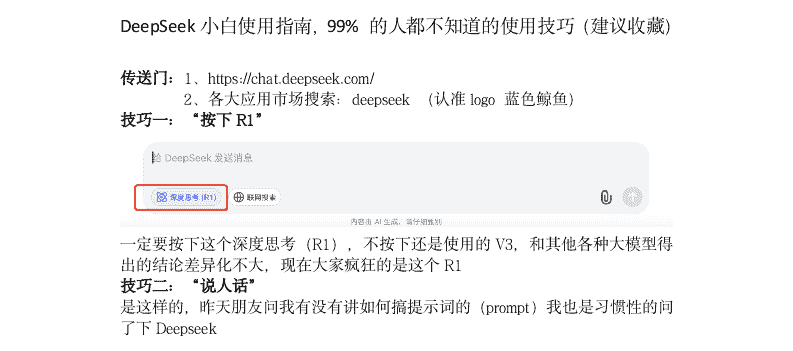 DeepSeek 小白使用指南，99% 的人都不知道的使用技巧（建议收藏）
传送门：1、https://chat.deepseek.com/
2、各大应用市场搜索：deepseek （认准 logo 蓝色鲸鱼）
技巧一：“按下 R1”
给 DeepSeek 发送消息
深度思考 (R1) 联网搜索
内容由 AI 生成，请仔细甄别
一定要按下这个深度思考（R1），不按下还是使用的 V3，和其他各种大模型得
出的结论差异化不大，现在大家疯狂的是这个 R1
技巧二：“说人话”
是这样的，昨天朋友问我有没有讲如何搞提示词的（prompt）我也是习惯性的问
了下 Deepseek